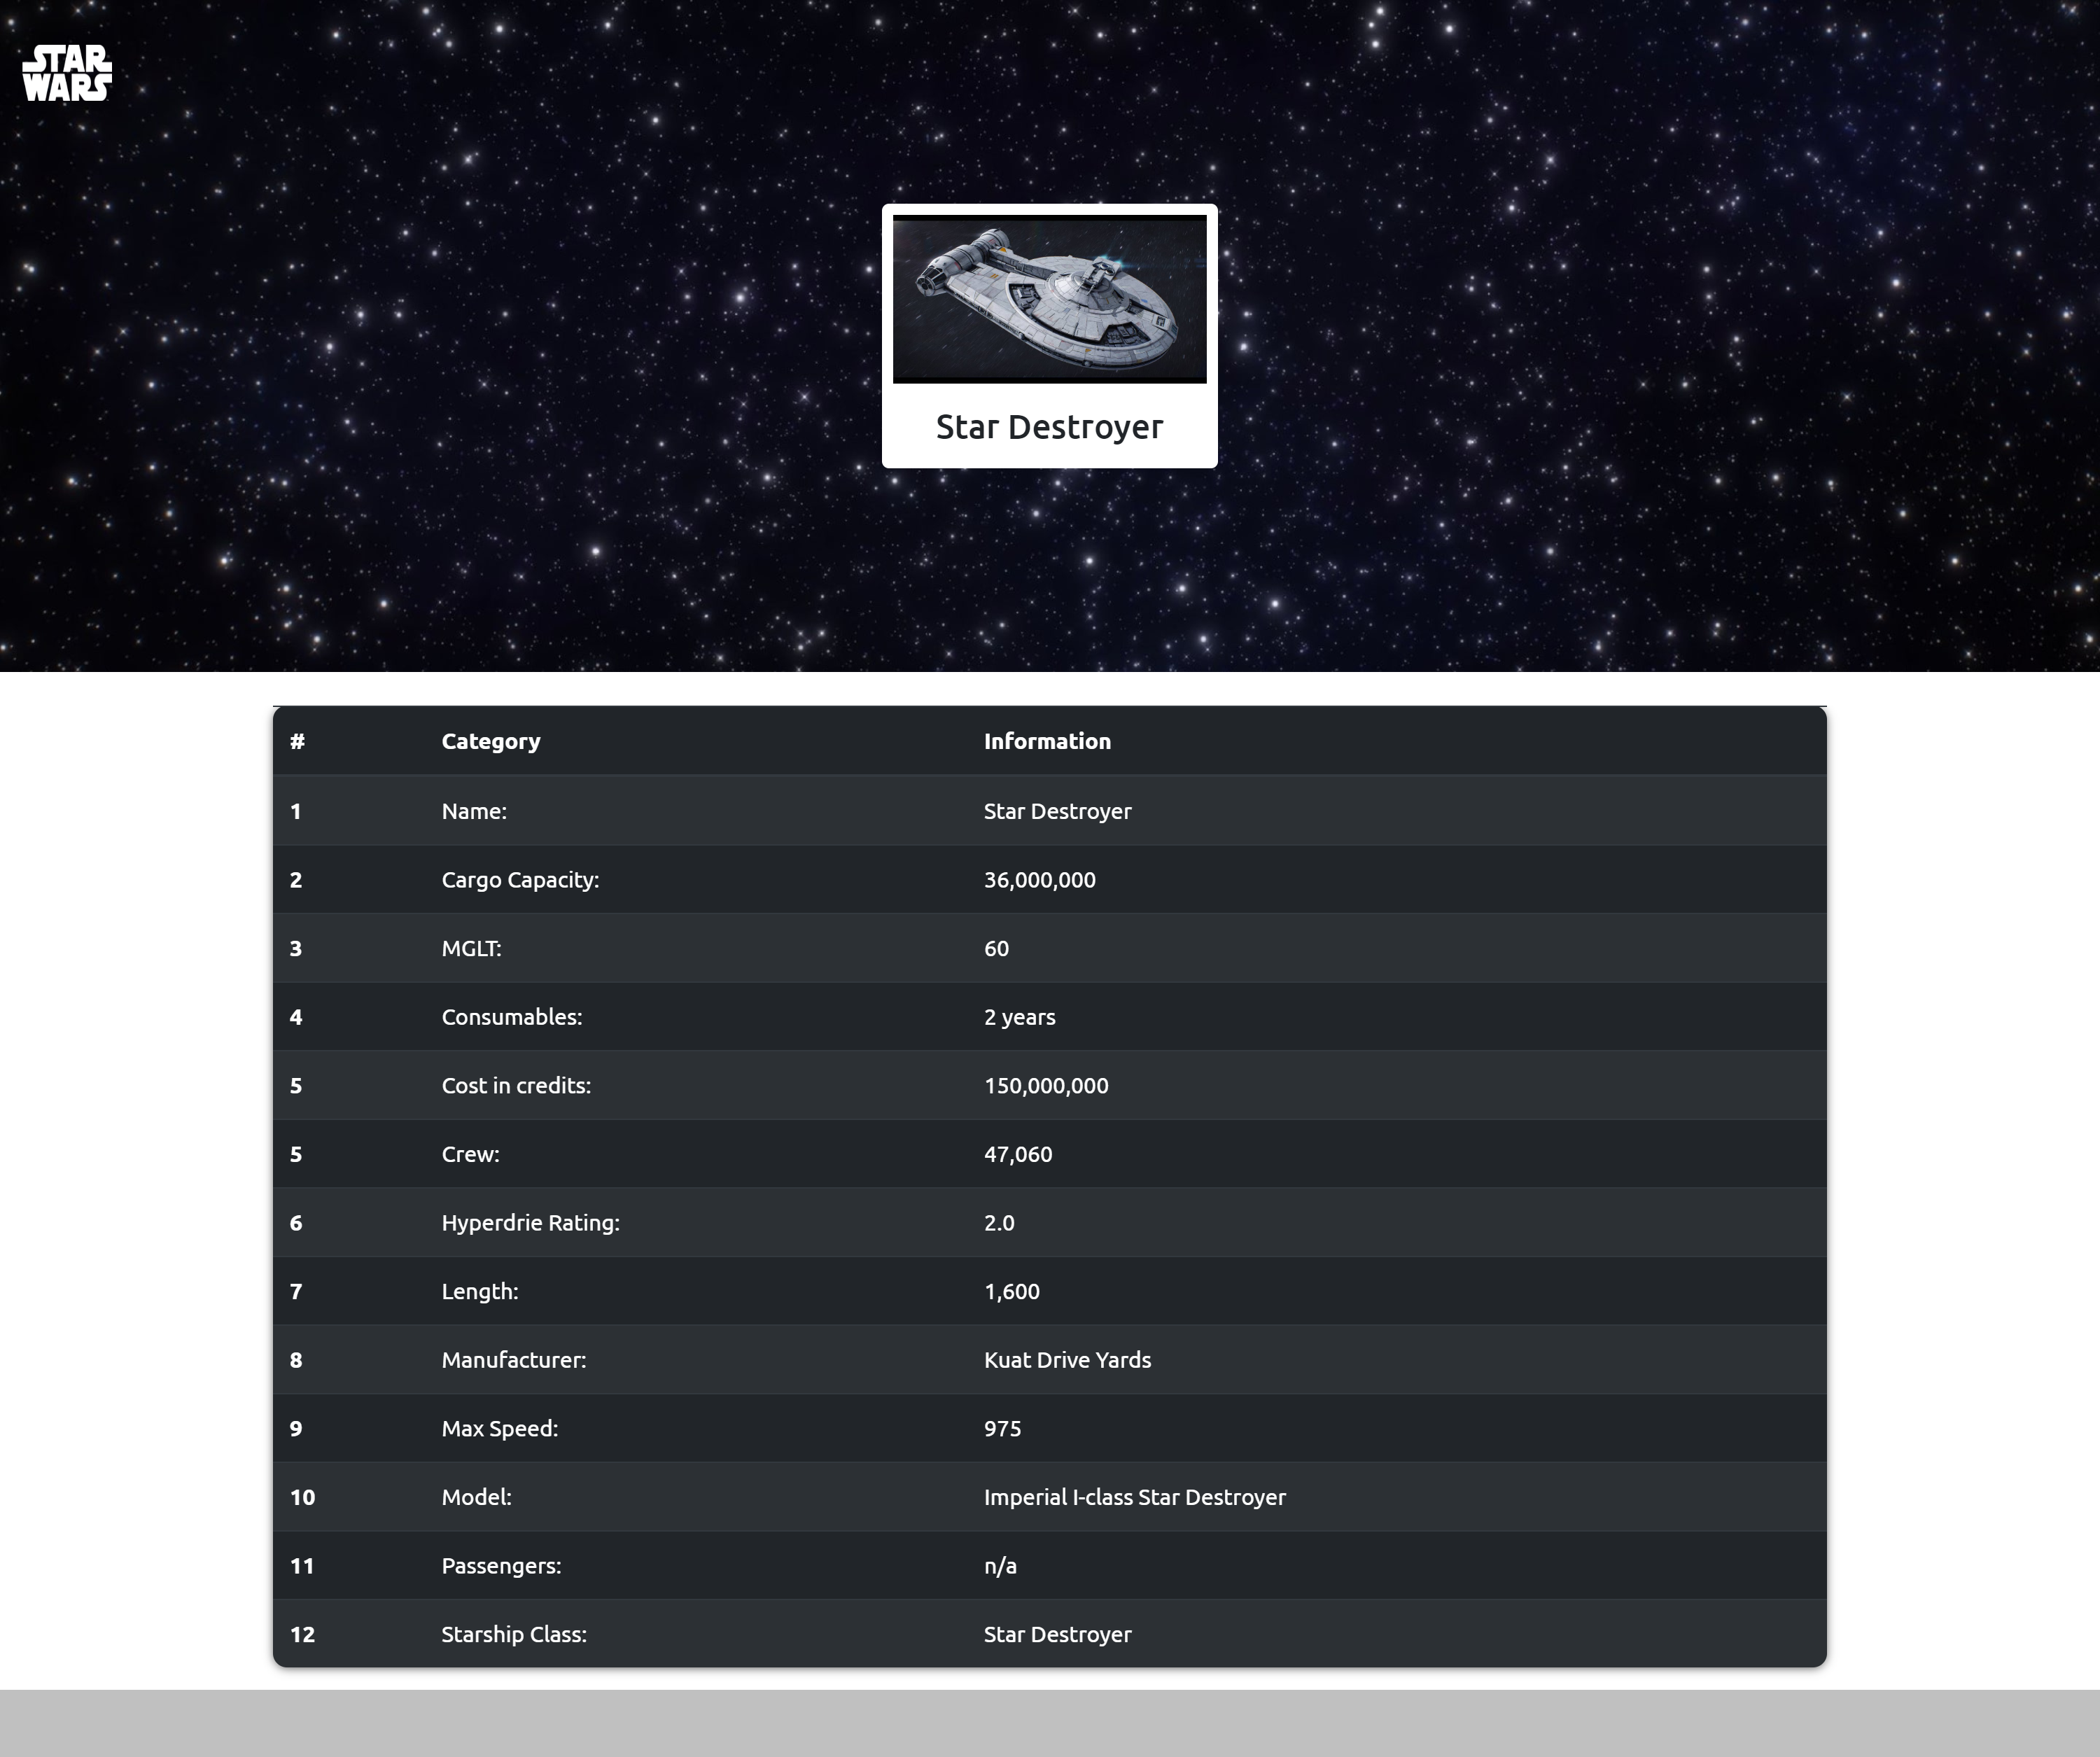 STAR
WARS
Star Destroyer
# Category Information
1 Name: Star Destroyer
2 Cargo Capacity: 36,000,000
3 MGLT: 60
4 Consumables: 2 years
5 Cost in credits: 150,000,000
5 Crew: 47,060
6 Hyperdrie Rating: 2.0
7 Length: 1,600
8 Manufacturer: Kuat Drive Yards
9 Max Speed: 975
10 Model: Imperial I-class Star Destroyer
11 Passengers: n/a
12 Starship Class: Star Destroyer